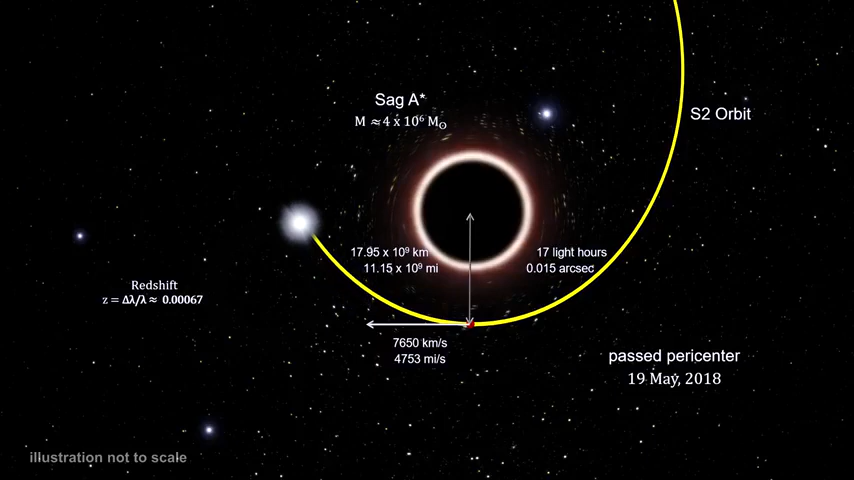 Sag A*
M ≈4 x 10⁶ M⊙
S2 Orbit
17.95 x 10⁹ km
11.15 x 10⁹ mi
17 light hours
0.015 arcsec
Redshift
z = Δλ/λ ≈ 0.00067
7650 km/s
4753 mi/s
passed pericenter
19 May, 2018
illustration not to scale